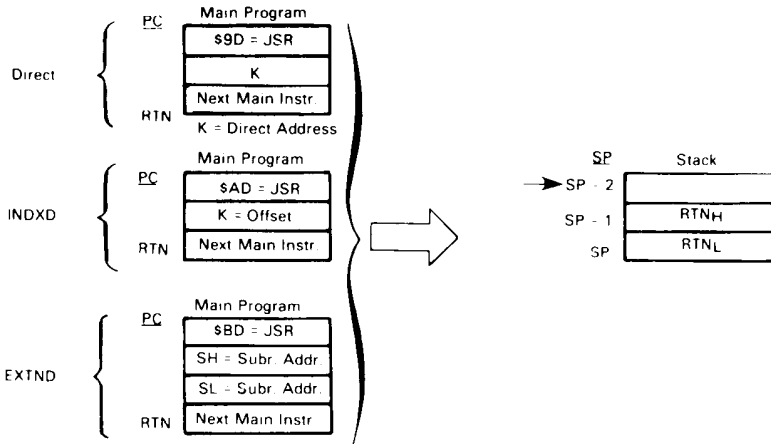 PC Main Program
Direct
$9D = JSR
K
RTN Next Main Instr.
K = Direct Address
Main Program
PC
INDXD
$AD = JSR
K = Offset
RTN Next Main Instr.
Main Program
PC
EXTND
$BD = JSR
SH = Subr. Addr.
SL = Subr. Addr.
RTN Next Main Instr
SP Stack
SP - 2
SP - 1 RTNH
SP RTNL